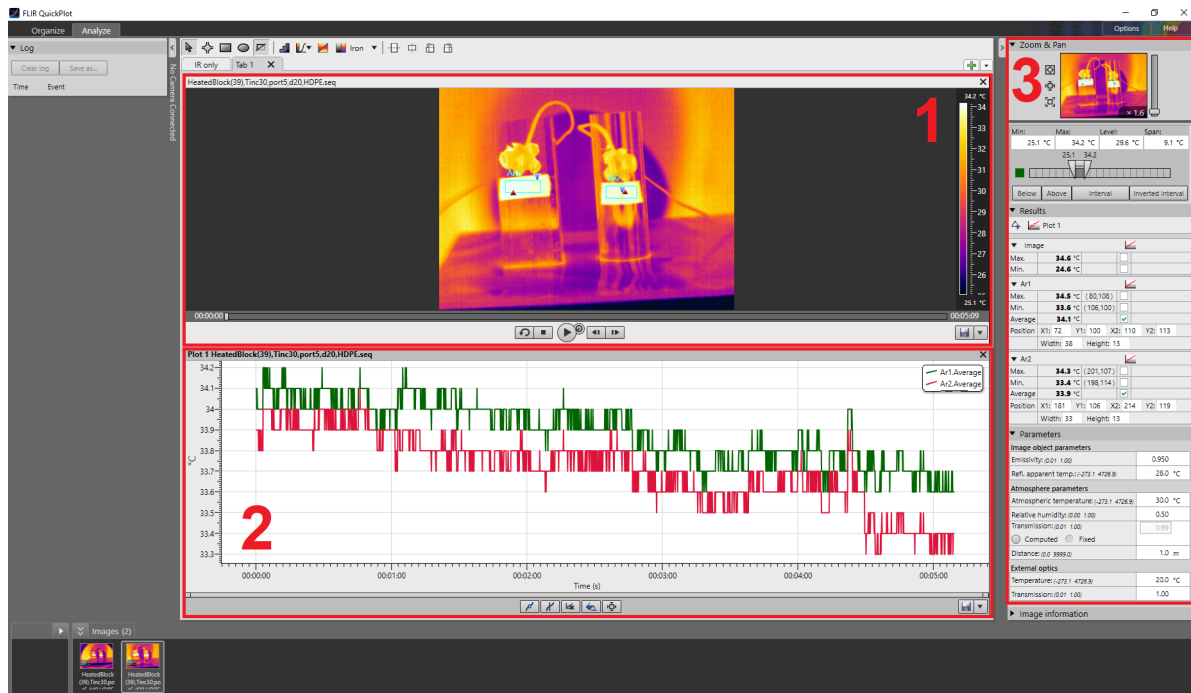 FLIR QuickPlot
Organize Analyze
Options Help
Log
Clear log Save as...
Time Event
No Camera Connected
Iron
IR only Tab 1
HeatedBlock(39),Tinc30,port5,d20,HDPE.seq
1
Ar1
34.2 °C
34
33
32
31
30
29
28
27
26
25.1 °C
00:00:00 00:05:09
Plot 1 HeatedBlock(39),Tinc30,port5,d20,HDPE.seq
Ar1.Average
Ar2.Average
34.2
34.1
34
33.9
33.8
33.7
33.6
33.5
33.4
33.3
°C
2
00:00:00 00:01:00 00:02:00 00:03:00 00:04:00 00:05:00
Time (s)
Zoom & Pan
3
× 1.6
Min: Max: Level: Span:
25.1 °C 34.2 °C 29.6 °C 9.1 °C
25.1 34.2
Below Above Interval Inverted Interval
Results
Plot 1
Image
Max. 34.6 °C
Min. 24.6 °C
Ar1
Max. 34.5 °C (80,108)
Min. 33.6 °C (106,100)
Average 34.1 °C
Position X1: 72 Y1: 100 X2: 110 Y2: 113
Width: 38 Height: 13
Ar2
Max. 34.3 °C (201,107)
Min. 33.4 °C (198,114)
Average 33.9 °C
Position X1: 181 Y1: 106 X2: 214 Y2: 119
Width: 33 Height: 13
Parameters
Image object parameters
Emissivity: (0.01 1.00) 0.950
Refl. apparent temp.: (-273.1 4726.9) 28.0 °C
Atmosphere parameters
Atmospheric temperature: (-273.1 4726.9) 30.0 °C
Relative humidity: (0.00 1.00) 0.50
Transmission: (0.01 1.00) 0.99
Computed Fixed
Distance: (0.0 9999.0) 1.0 m
External optics
Temperature: (-273.1 4726.9) 20.0 °C
Transmission: (0.01 1.00) 1.00
Image information
Images (2)
HeatedBlock HeatedBlock
(39),Tinc30,po (39),Tinc30,po